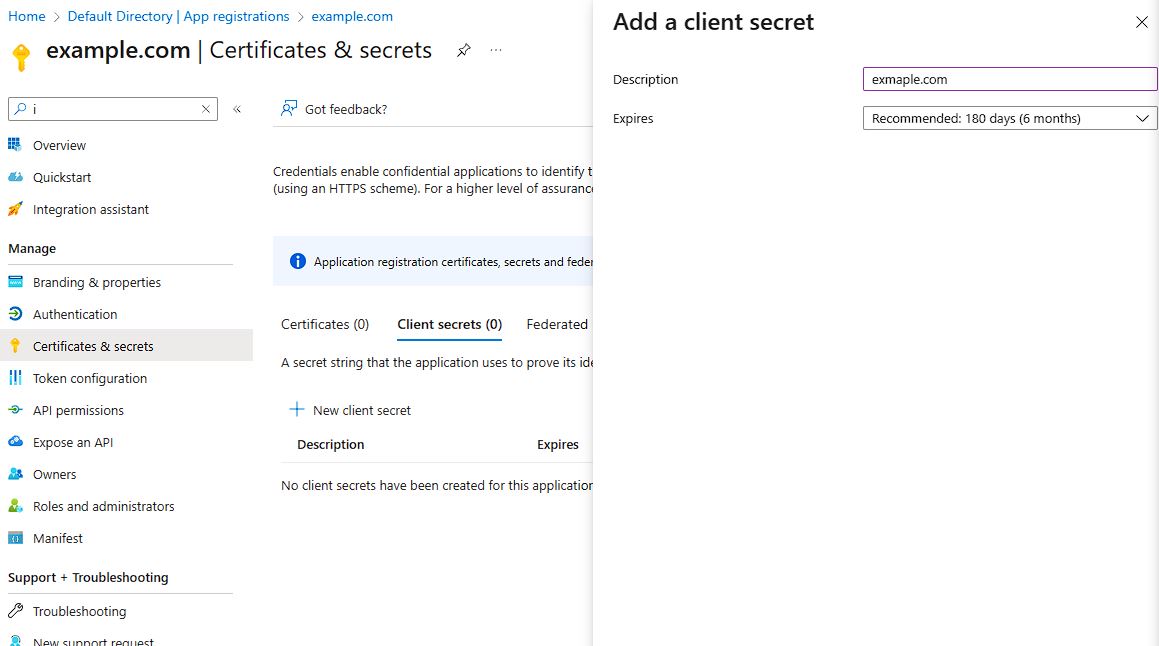 Home > Default Directory | App registrations > example.com
example.com | Certificates & secrets
i
Got feedback?
Overview
Quickstart
Integration assistant
Manage
Branding & properties
Authentication
Certificates & secrets
Token configuration
API permissions
Expose an API
Owners
Roles and administrators
Manifest
Support + Troubleshooting
Troubleshooting
New support request
Credentials enable confidential applications to identify t
(using an HTTPS scheme). For a higher level of assurance
Application registration certificates, secrets and feder
Certificates (0) Client secrets (0) Federated
A secret string that the application uses to prove its ide
New client secret
Description Expires
No client secrets have been created for this application
Add a client secret
Description exmaple.com
Expires Recommended: 180 days (6 months)